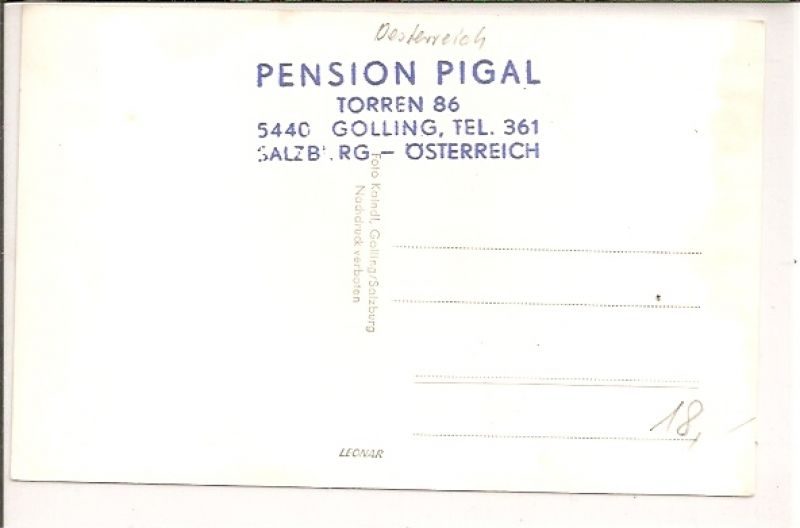 Oesterreich
PENSION PIGAL
TORREN 86
5440 GOLLING, TEL. 361
SALZB RG – ÖSTERREICH
Foto Kaindl, Golling/Salzburg
Nachdruck verboten
18,-
LEONAR